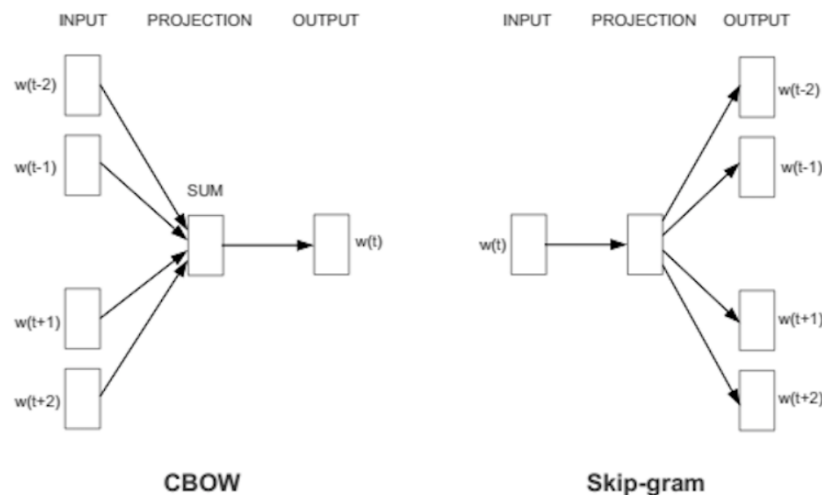 INPUT PROJECTION OUTPUT
w(t-2)
w(t-1)
SUM
w(t)
w(t+1)
w(t+2)
CBOW
INPUT PROJECTION OUTPUT
w(t-2)
w(t-1)
w(t)
w(t+1)
w(t+2)
Skip-gram